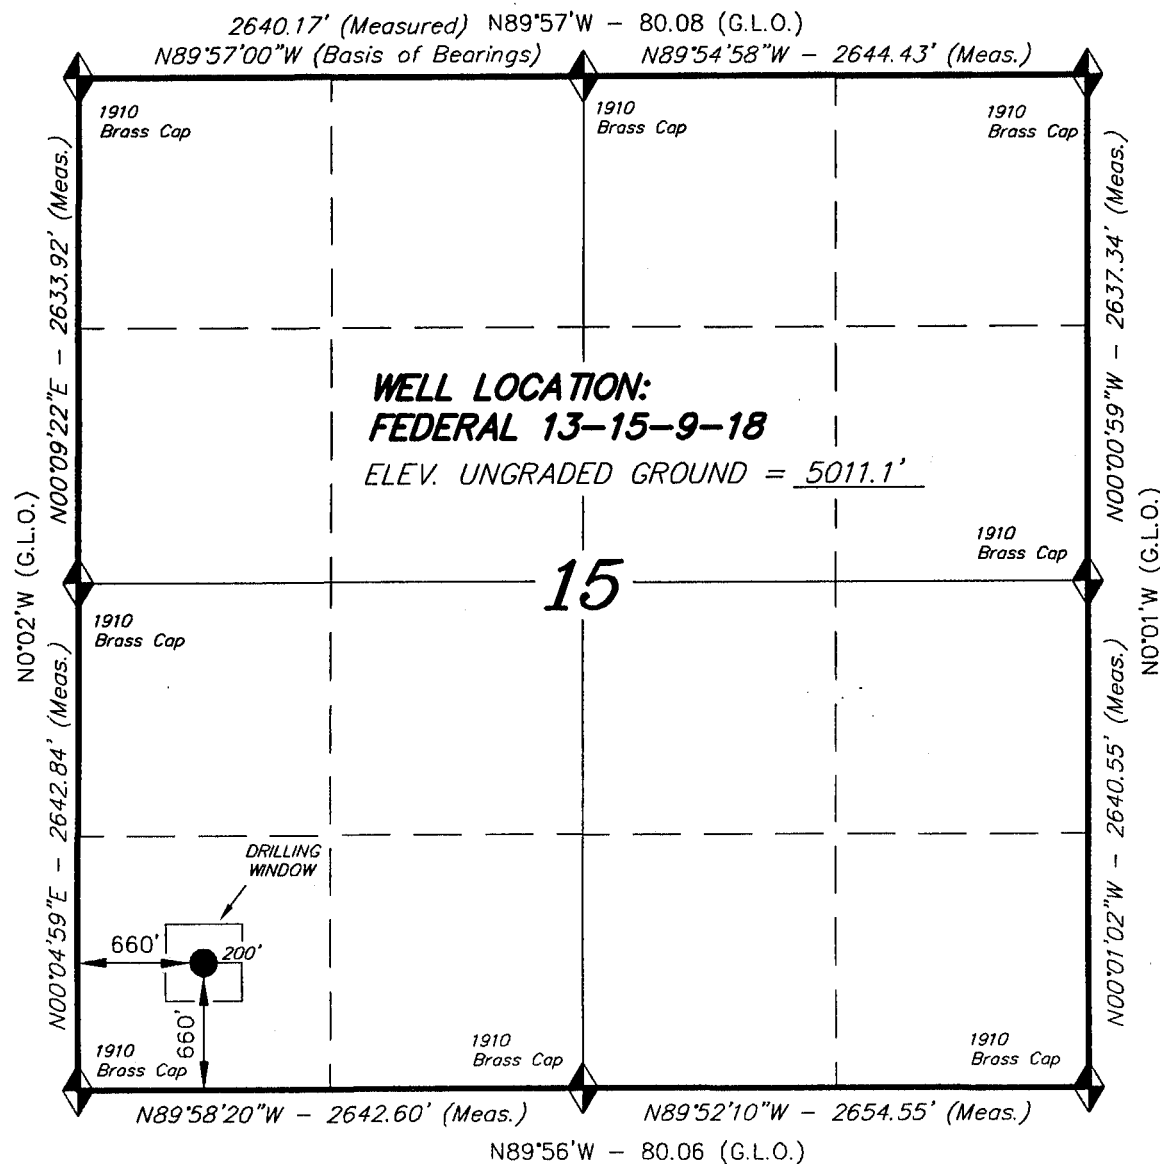 2640.17' (Measured) N89°57'W – 80.08 (G.L.O.)
N89°57'00"W (Basis of Bearings)
N89°54'58"W – 2644.43' (Meas.)
1910
Brass Cap
1910
Brass Cap
1910
Brass Cap
N00°09'22"E – 2633.92' (Meas.)
N00°00'59"W – 2637.34' (Meas.)
WELL LOCATION:
FEDERAL 13–15–9–18
ELEV. UNGRADED GROUND = 5011.1'
N0°02'W (G.L.O.)
N0°01'W (G.L.O.)
1910
Brass Cap
15
1910
Brass Cap
N00°04'59"E – 2642.84' (Meas.)
N00°01'02"W – 2640.55' (Meas.)
DRILLING
WINDOW
660'
200'
660'
1910
Brass Cap
1910
Brass Cap
1910
Brass Cap
N89°58'20"W – 2642.60' (Meas.)
N89°52'10"W – 2654.55' (Meas.)
N89°56'W – 80.06 (G.L.O.)